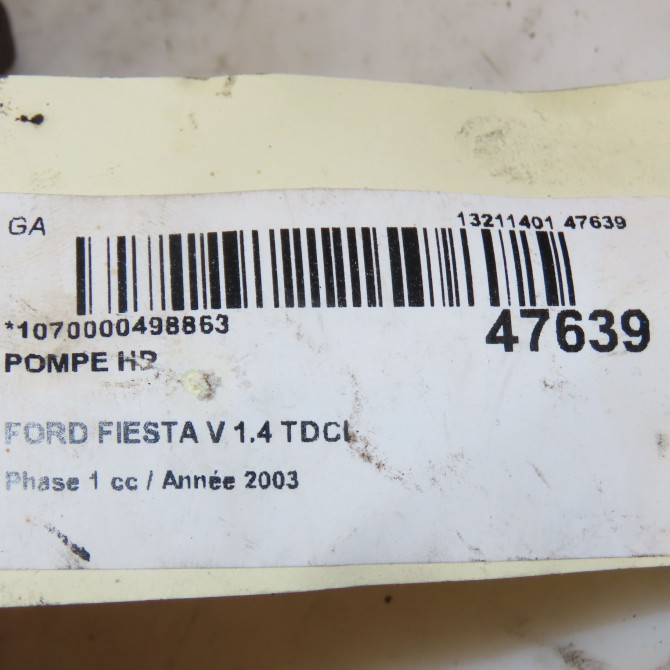 GA
13211401 47639
*1070000498863
47639
POMPE HP
FORD FIESTA V 1.4 TDCI
Phase 1 cc / Année 2003